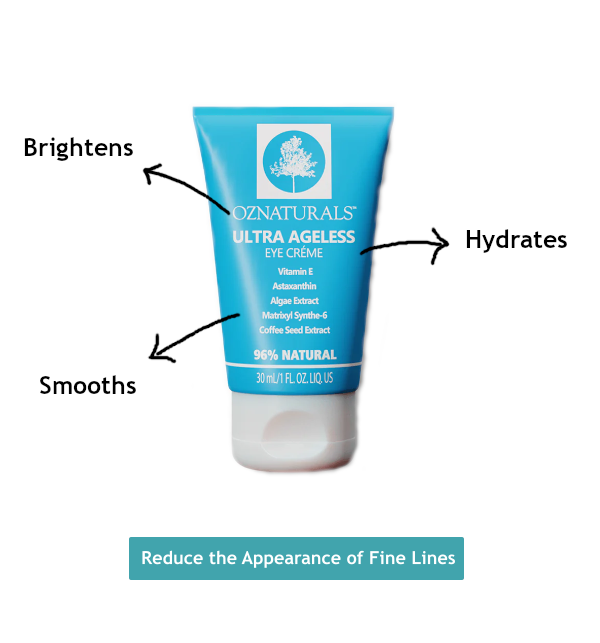 Brightens
OZNATURALS™
ULTRA AGELESS
EYE CRÉME
Hydrates
Vitamin E
Astaxanthin
Algae Extract
Matrixyl Synthe-6
Coffee Seed Extract
96% NATURAL
30 mL/1 FL. OZ. LIQ. US
Smooths
Reduce the Appearance of Fine Lines